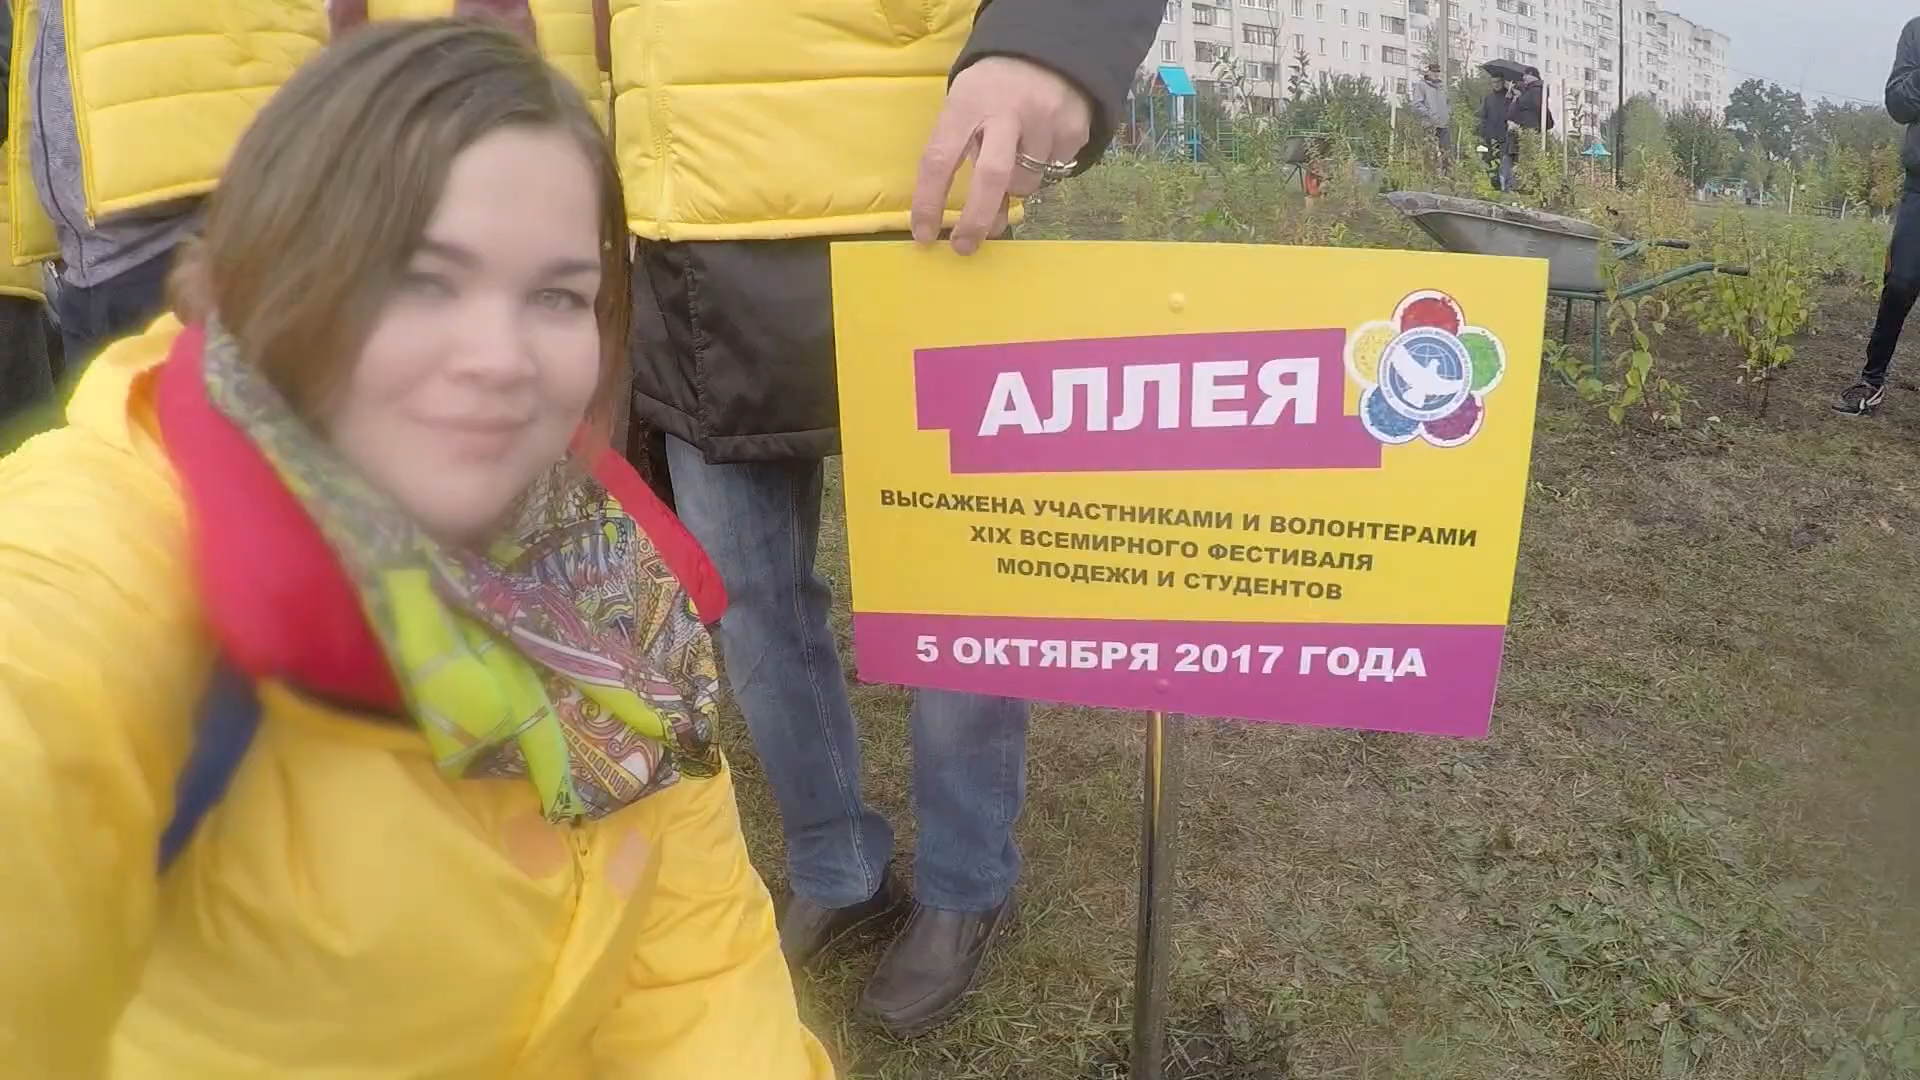 АЛЛЕЯ
ВЫСАЖЕНА УЧАСТНИКАМИ И ВОЛОНТЕРАМИ
XIX ВСЕМИРНОГО ФЕСТИВАЛЯ
МОЛОДЕЖИ И СТУДЕНТОВ
5 ОКТЯБРЯ 2017 ГОДА